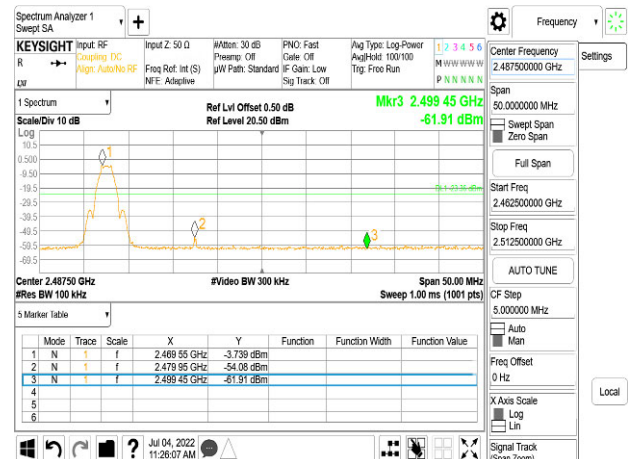 Spectrum Analyzer 1
Swept SA
Frequency
KEYSIGHT
R
Input: RF
Coupling: DC
Align: Auto/No RF
Input Z: 50 Ω
Freq Ref: Int (S)
NFE: Adaptive
#Atten: 30 dB
Preamp: Off
µW Path: Standard
PNO: Fast
Gate: Off
IF Gain: Low
Sig Track: Off
Avg Type: Log-Power
Avg|Hold: 100/100
Trig: Free Run
1 2 3 4 5 6
M W W W W W
P N N N N N
1 Spectrum
Scale/Div 10 dB
Ref Lvl Offset 0.50 dB
Ref Level 20.50 dBm
Mkr3 2.499 45 GHz
-61.91 dBm
Log
10.5
0.500
-9.50
-19.5
-29.5
-39.5
-49.5
-59.5
-69.5
1
2
3
Center 2.48750 GHz
#Res BW 100 kHz
#Video BW 300 kHz
Span 50.00 MHz
Sweep 1.00 ms (1001 pts)
5 Marker Table
Mode Trace Scale X Y Function Function Width Function Value
1 N 1 f 2.469 55 GHz -3.739 dBm
2 N 1 f 2.479 95 GHz -54.08 dBm
3 N 1 f 2.499 45 GHz -61.91 dBm
4
5
6
Jul 04, 2022
11:26:07 AM
Center Frequency
2.487500000 GHz
Settings
Span
50.0000000 MHz
Swept Span
Zero Span
Full Span
Start Freq
2.462500000 GHz
Stop Freq
2.512500000 GHz
AUTO TUNE
CF Step
5.000000 MHz
Auto
Man
Freq Offset
0 Hz
X Axis Scale
Log
Lin
Local
Signal Track
(Span Zoom)